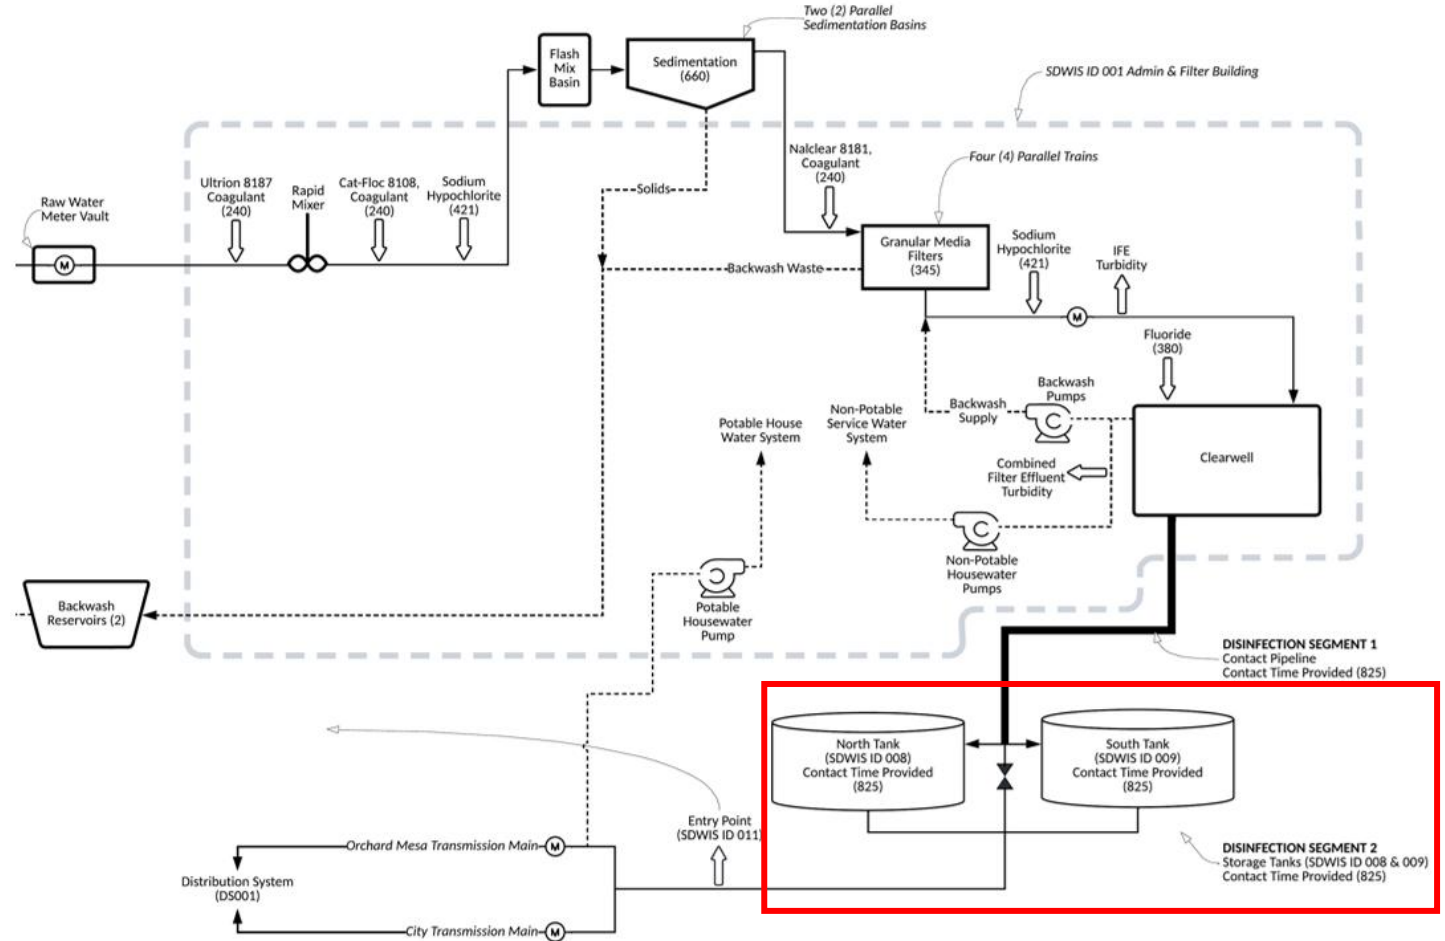 Two (2) Parallel
Sedimentation Basins
Flash
Mix
Basin
Sedimentation
(660)
SDWIS ID 001 Admin & Filter Building
Nalclear 8181,
Coagulant
(240)
Four (4) Parallel Trains
Raw Water
Meter Vault
M
Ultrion 8187
Coagulant
(240)
Rapid
Mixer
Cat-Floc 8108,
Coagulant
(240)
Sodium
Hypochlorite
(421)
Solids
Backwash Waste
Granular Media
Filters
(345)
Sodium
Hypochlorite
(421)
M
IFE
Turbidity
Fluoride
(380)
Backwash
Pumps
C
Backwash
Supply
Potable House
Water System
Non-Potable
Service Water
System
Combined
Filter Effluent
Turbidity
Clearwell
C
Non-Potable
Housewater
Pumps
C
Potable
Housewater
Pump
Backwash
Reservoirs (2)
DISINFECTION SEGMENT 1
Contact Pipeline
Contact Time Provided (825)
North Tank
(SDWIS ID 008)
Contact Time Provided
(825)
South Tank
(SDWIS ID 009)
Contact Time Provided
(825)
Entry Point
(SDWIS ID 011)
DISINFECTION SEGMENT 2
Storage Tanks (SDWIS ID 008 & 009)
Contact Time Provided (825)
Orchard Mesa Transmission Main
M
Distribution System
(DS001)
City Transmission Main
M